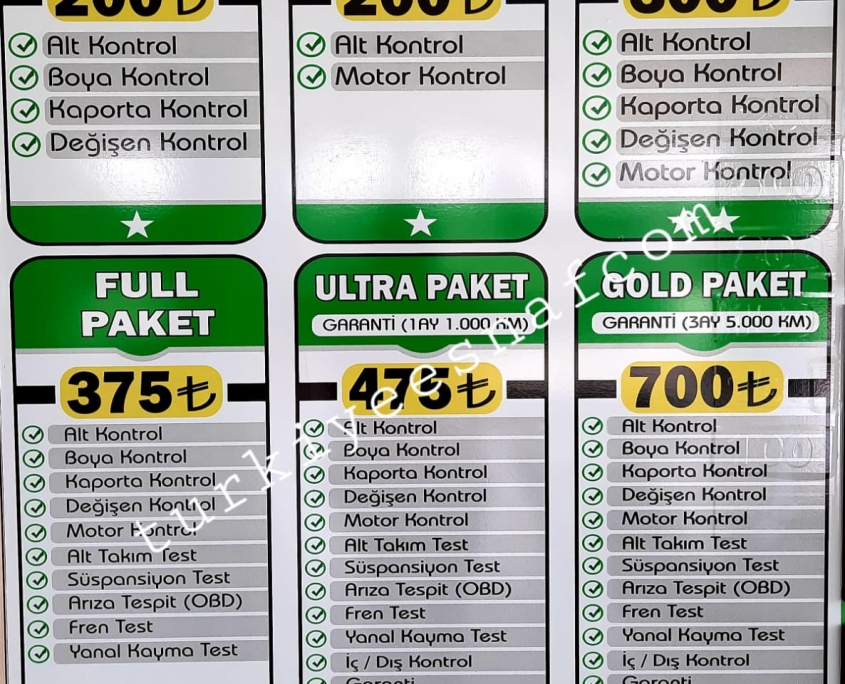 200₺
Alt Kontrol
Boya Kontrol
Kaporta Kontrol
Değişen Kontrol
200₺
Alt Kontrol
Motor Kontrol
Alt Kontrol
Boya Kontrol
Kaporta Kontrol
Değişen Kontrol
Motor Kontrol
FULL
PAKET
375₺
Alt Kontrol
Boya Kontrol
Kaporta Kontrol
Değişen Kontrol
Motor Kontrol
Alt Takım Test
Süspansiyon Test
Arıza Tespit (OBD)
Fren Test
Yanal Kayma Test
ULTRA PAKET
GARANTİ (1AY 1.000 KM)
475₺
Alt Kontrol
Boya Kontrol
Kaporta Kontrol
Değişen Kontrol
Motor Kontrol
Alt Takım Test
Süspansiyon Test
Arıza Tespit (OBD)
Fren Test
Yanal Kayma Test
İç / Dış Kontrol
Garanti
GOLD PAKET
GARANTİ (3AY 5.000 KM)
700₺
Alt Kontrol
Boya Kontrol
Kaporta Kontrol
Değişen Kontrol
Motor Kontrol
Alt Takım Test
Süspansiyon Test
Arıza Tespit (OBD)
Fren Test
Yanal Kayma Test
İç / Dış Kontrol
Garanti
turkiyeesnafcom